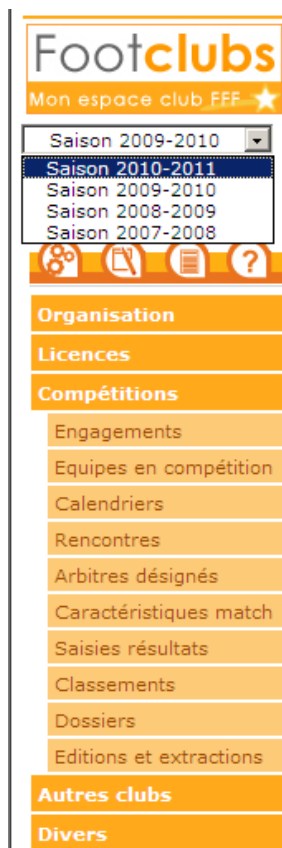 Footclubs
Mon espace club FFF
Saison 2009-2010
Saison 2010-2011
Saison 2009-2010
Saison 2008-2009
Saison 2007-2008
?
Organisation
Licences
Compétitions
Engagements
Equipes en compétition
Calendriers
Rencontres
Arbitres désignés
Caractéristiques match
Saisies résultats
Classements
Dossiers
Editions et extractions
Autres clubs
Divers